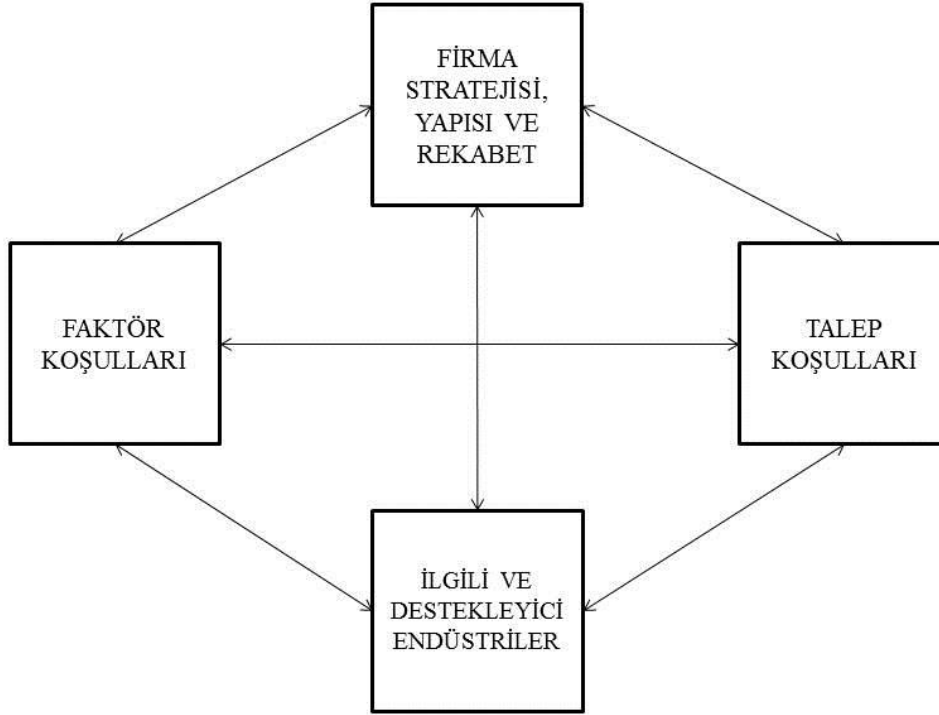 FİRMA
STRATEJİSİ,
YAPISI VE
REKABET
FAKTÖR
KOŞULLARI
TALEP
KOŞULLARI
İLGİLİ VE
DESTEKLEYİCİ
ENDÜSTRİLER